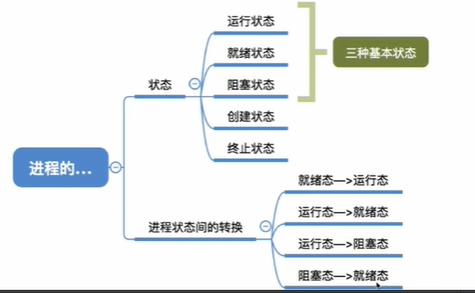 进程的...
状态
运行状态
就绪状态
阻塞状态
创建状态
终止状态
三种基本状态
进程状态间的转换
就绪态—>运行态
运行态—>就绪态
运行态—>阻塞态
阻塞态—>就绪态